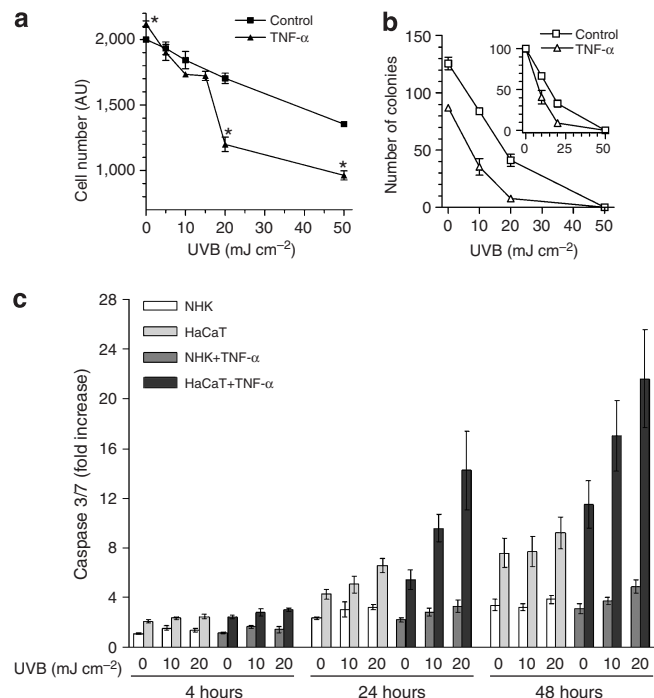 a
Control
TNF-α
2,000
1,500
1,000
*
*
*
Cell number (AU)
0 10 20 30 40 50
UVB (mJ cm–2)
b
Control
TNF-α
150
100
50
0
Number of colonies
100
50
0
0 25 50
0 10 20 30 40 50
UVB (mJ cm–2)
c
NHK
HaCaT
NHK+TNF-α
HaCaT+TNF-α
28
24
20
16
12
8
4
0
Caspase 3/7 (fold increase)
UVB (mJ cm–2) 0 10 20 0 10 20 0 10 20 0 10 20 0 10 20 0 10 20
4 hours 24 hours 48 hours